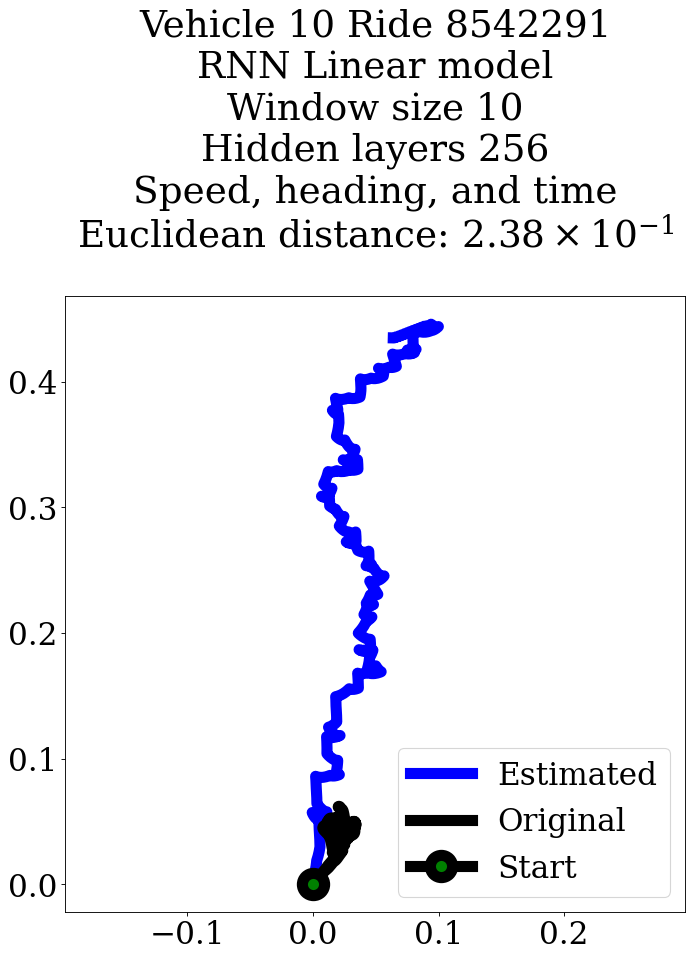 Vehicle 10 Ride 8542291
RNN Linear model
Window size 10
Hidden layers 256
Speed, heading, and time
Euclidean distance: 2.38 × 10⁻¹
0.4
0.3
0.2
0.1
0.0
Estimated
Original
Start
−0.1 0.0 0.1 0.2